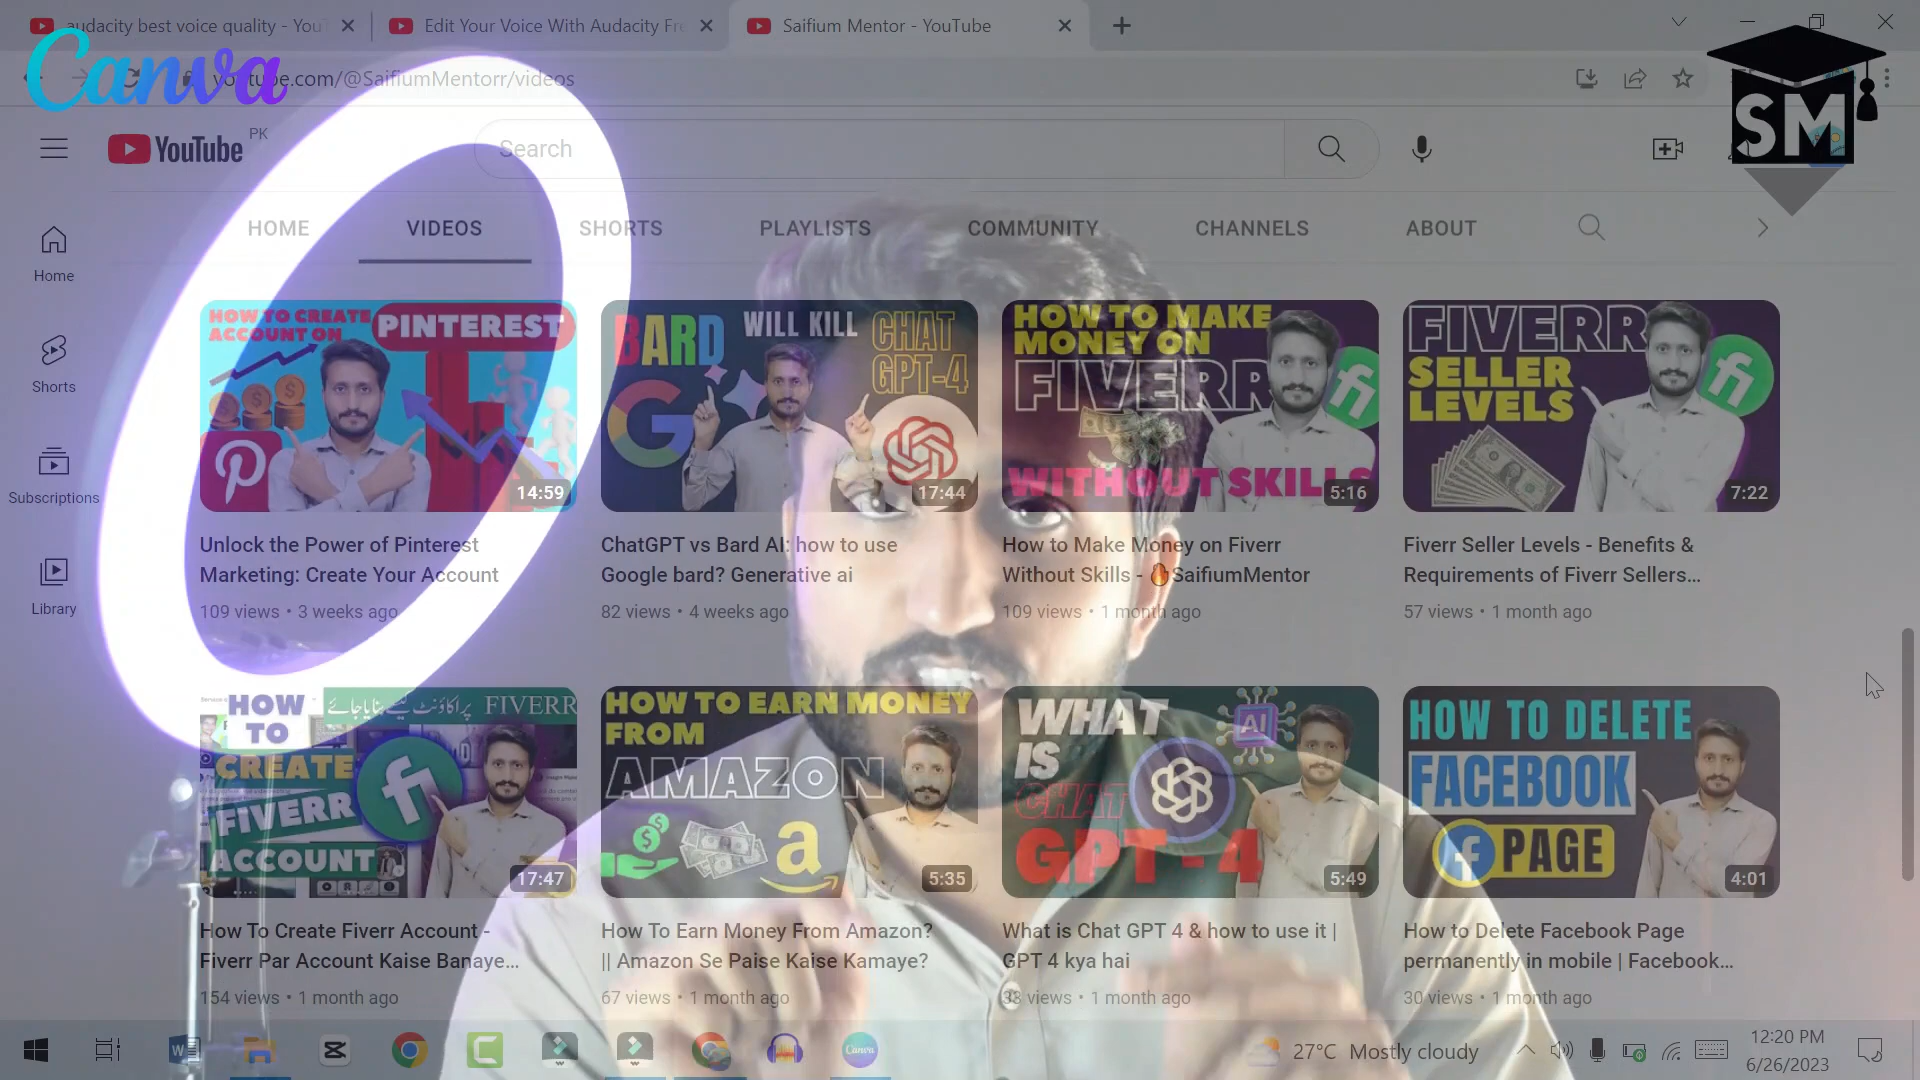 audacity best voice quality - You
Edit Your Voice With Audacity Fre
Saifium Mentor - YouTube
Canva
youtube.com/@SaifiumMentorr/videos
SM
YouTube
PK
Search
HOME
VIDEOS
SHORTS
PLAYLISTS
COMMUNITY
CHANNELS
ABOUT
Home
Shorts
Subscriptions
Library
HOW TO CREATE
ACCOUNT ON
PINTEREST
14:59
BARD
WILL KILL
CHAT
GPT-4
17:44
HOW TO MAKE
MONEY ON
FIVERR
WITHOUT SKILLS
5:16
FIVERR
SELLER
LEVELS
7:22
Unlock the Power of Pinterest
Marketing: Create Your Account
109 views • 3 weeks ago
ChatGPT vs Bard AI: how to use
Google bard? Generative ai
82 views • 4 weeks ago
How to Make Money on Fiverr
Without Skills - 🔥SaifiumMentor
109 views • 1 month ago
Fiverr Seller Levels - Benefits &
Requirements of Fiverr Sellers...
57 views • 1 month ago
HOW
TO
CREATE
FIVERR
ACCOUNT
FIVERR پر اکاؤنٹ کیسے بنایا جائے
17:47
HOW TO EARN MONEY
FROM
AMAZON
5:35
WHAT
IS
CHAT
GPT-4
AI
5:49
HOW TO DELETE
FACEBOOK
PAGE
4:01
How To Create Fiverr Account -
Fiverr Par Account Kaise Banaye...
154 views • 1 month ago
How To Earn Money From Amazon?
|| Amazon Se Paise Kaise Kamaye?
67 views • 1 month ago
What is Chat GPT 4 & how to use it |
GPT 4 kya hai
38 views • 1 month ago
How to Delete Facebook Page
permanently in mobile | Facebook...
30 views • 1 month ago
Canva
27°C Mostly cloudy
12:20 PM
6/26/2023